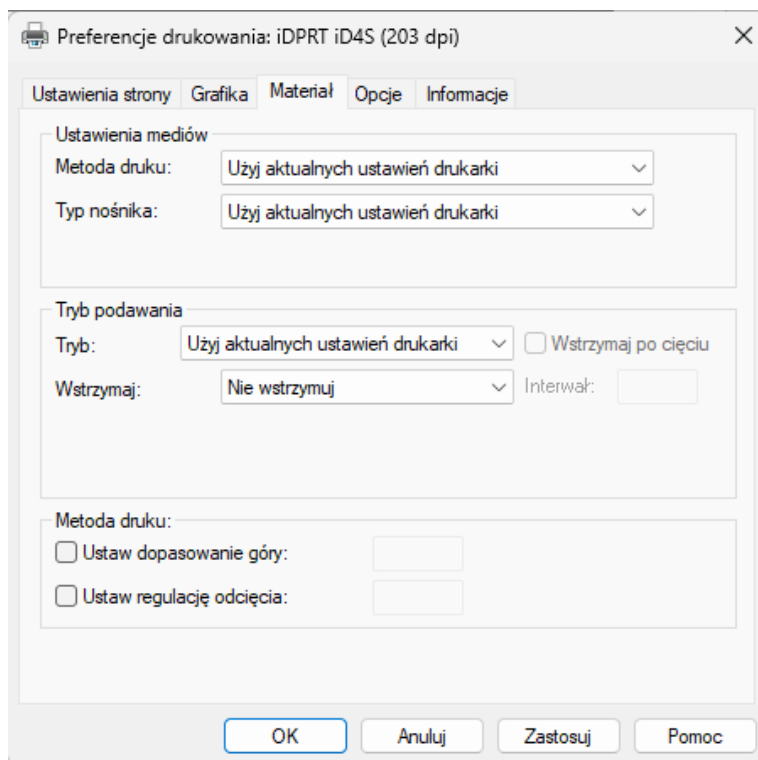 Preferencje drukowania: iDPRT iD4S (203 dpi)
Ustawienia strony Grafika Materiał Opcje Informacje
Ustawienia mediów
Metoda druku: Użyj aktualnych ustawień drukarki
Typ nośnika: Użyj aktualnych ustawień drukarki
Tryb podawania
Tryb: Użyj aktualnych ustawień drukarki Wstrzymaj po cięciu
Wstrzymaj: Nie wstrzymuj Interwał:
Metoda druku:
Ustaw dopasowanie góry:
Ustaw regulację odcięcia:
OK Anuluj Zastosuj Pomoc